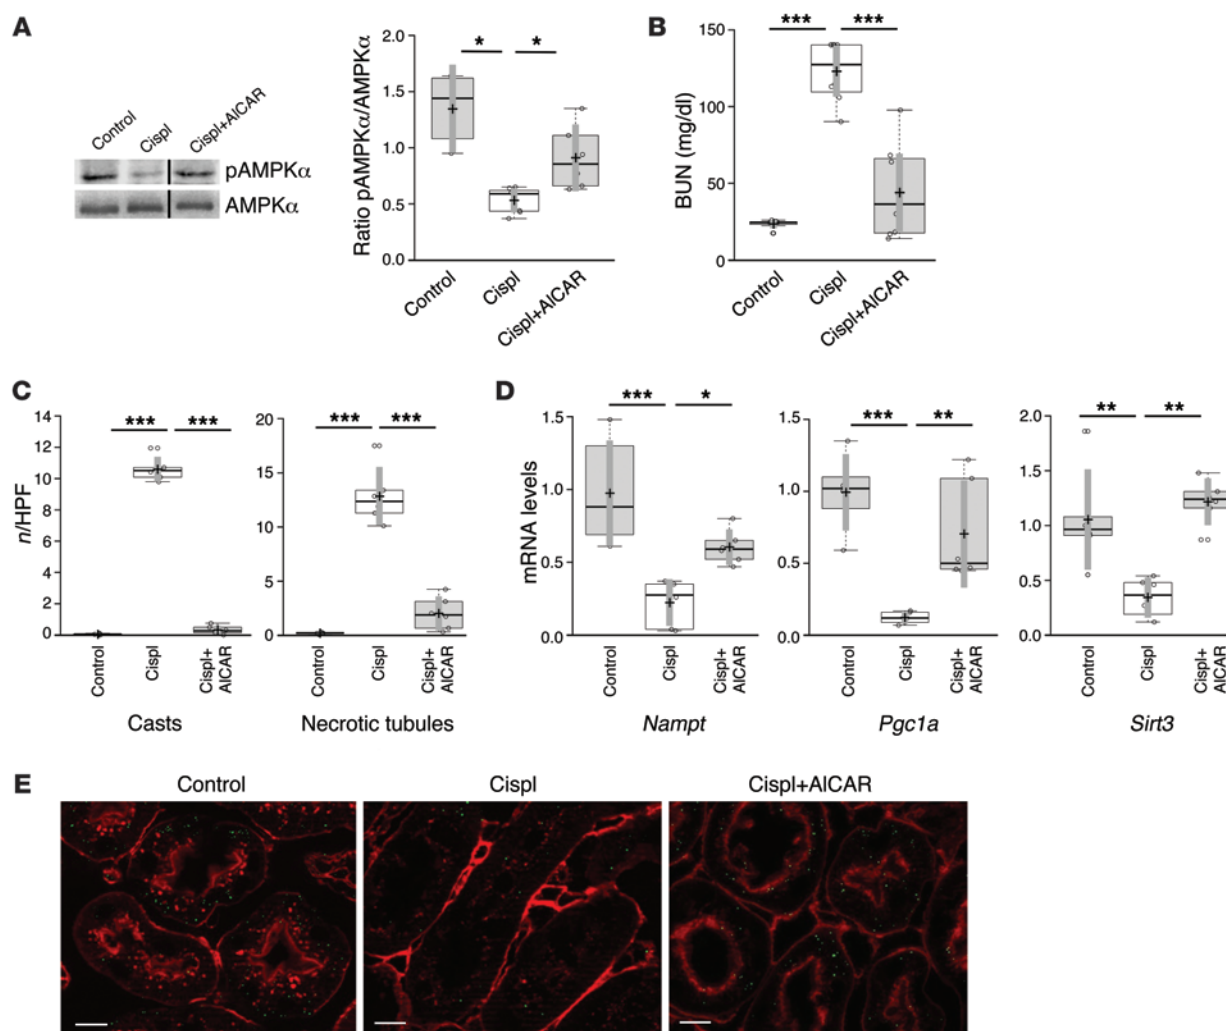 A
Control
Cispl
Cispl+AICAR
pAMPKα
AMPKα
Ratio pAMPKα/AMPKα
2.0
1.5
1.0
0.5
0.0
*
*
Control
Cispl
Cispl+AICAR
B
BUN (mg/dl)
150
100
50
0
***
***
Control
Cispl
Cispl+AICAR
C
n/HPF
14
12
10
8
6
4
2
0
***
***
Control
Cispl
Cispl+
AICAR
Casts
20
15
10
5
0
***
***
Control
Cispl
Cispl+
AICAR
Necrotic tubules
D
mRNA levels
1.5
1.0
0.5
0.0
***
*
Control
Cispl
Cispl+
AICAR
Nampt
1.5
1.0
0.5
0.0
***
**
Control
Cispl
Cispl+
AICAR
Pgc1a
2.0
1.5
1.0
0.5
0.0
**
**
Control
Cispl
Cispl+
AICAR
Sirt3
E
Control
Cispl
Cispl+AICAR